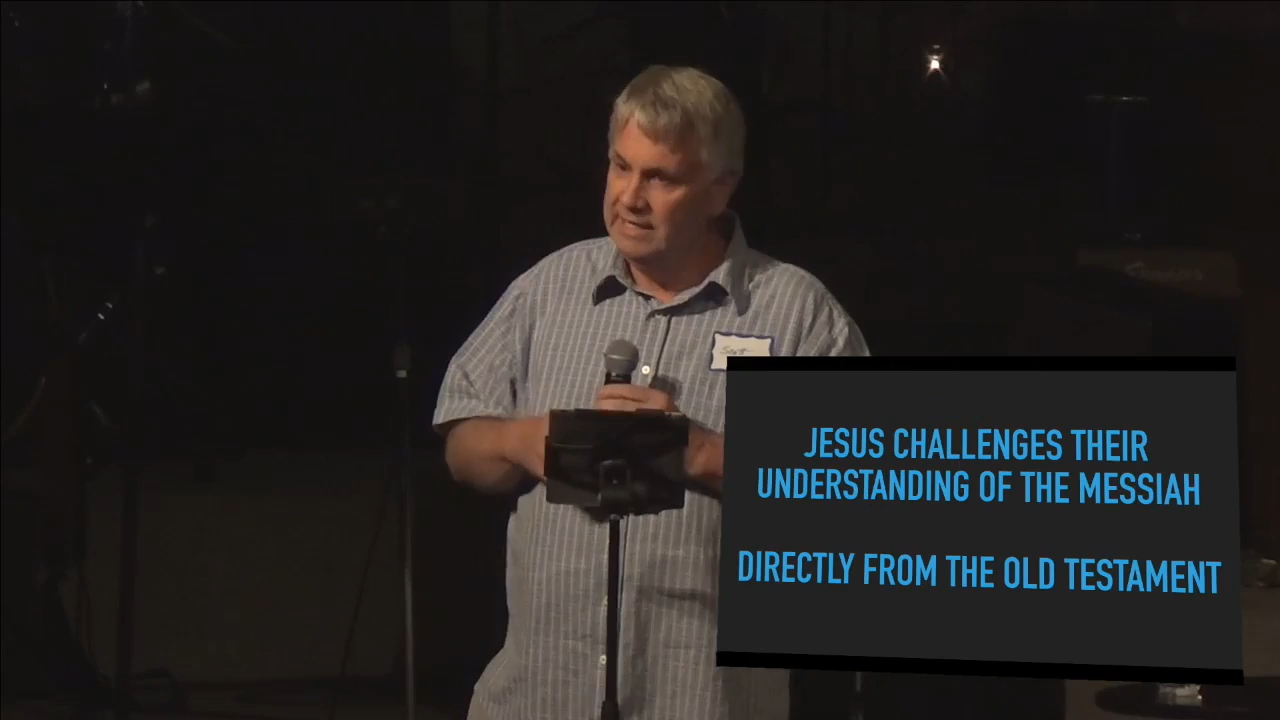 JESUS CHALLENGES THEIR
UNDERSTANDING OF THE MESSIAH
DIRECTLY FROM THE OLD TESTAMENT